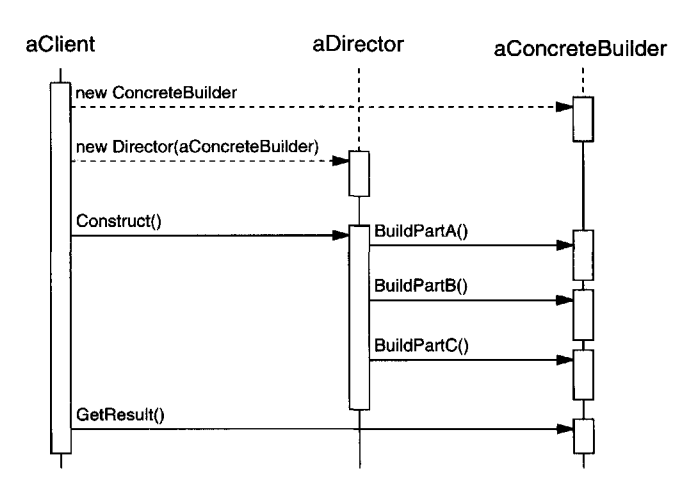 aClient
aDirector
aConcreteBuilder
new ConcreteBuilder
new Director(aConcreteBuilder)
Construct()
BuildPartA()
BuildPartB()
BuildPartC()
GetResult()